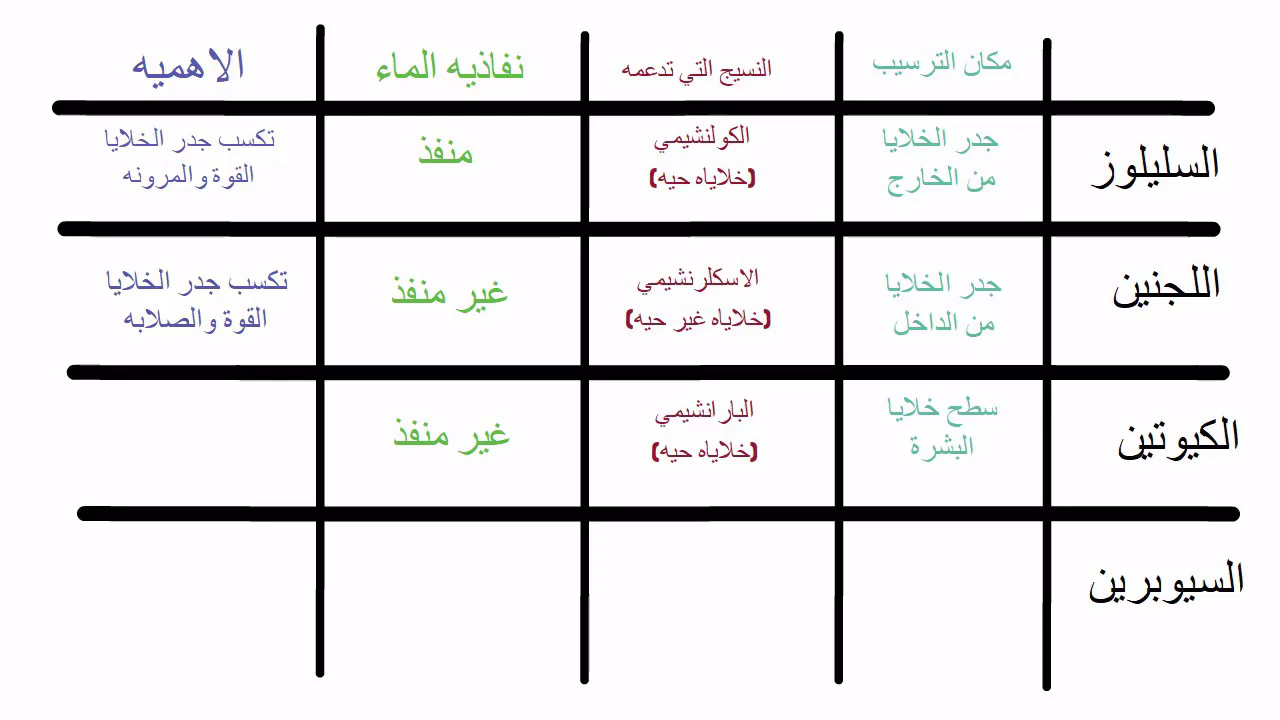 مكان الترسيب
النسيج التي تدعمه
نفاذيه الماء
الاهميه
السليلوز
جدر الخلايا
من الخارج
الكولنشيمي
(خلاياه حيه)
منفذ
تكسب جدر الخلايا
القوة والمرونه
اللجنين
جدر الخلايا
من الداخل
الاسكلرنشيمي
(خلاياه غير حيه)
غير منفذ
تكسب جدر الخلايا
القوة والصلابه
الكيوتين
سطح خلايا
البشرة
البارانشيمي
(خلاياه حيه)
غير منفذ
السيوبرين